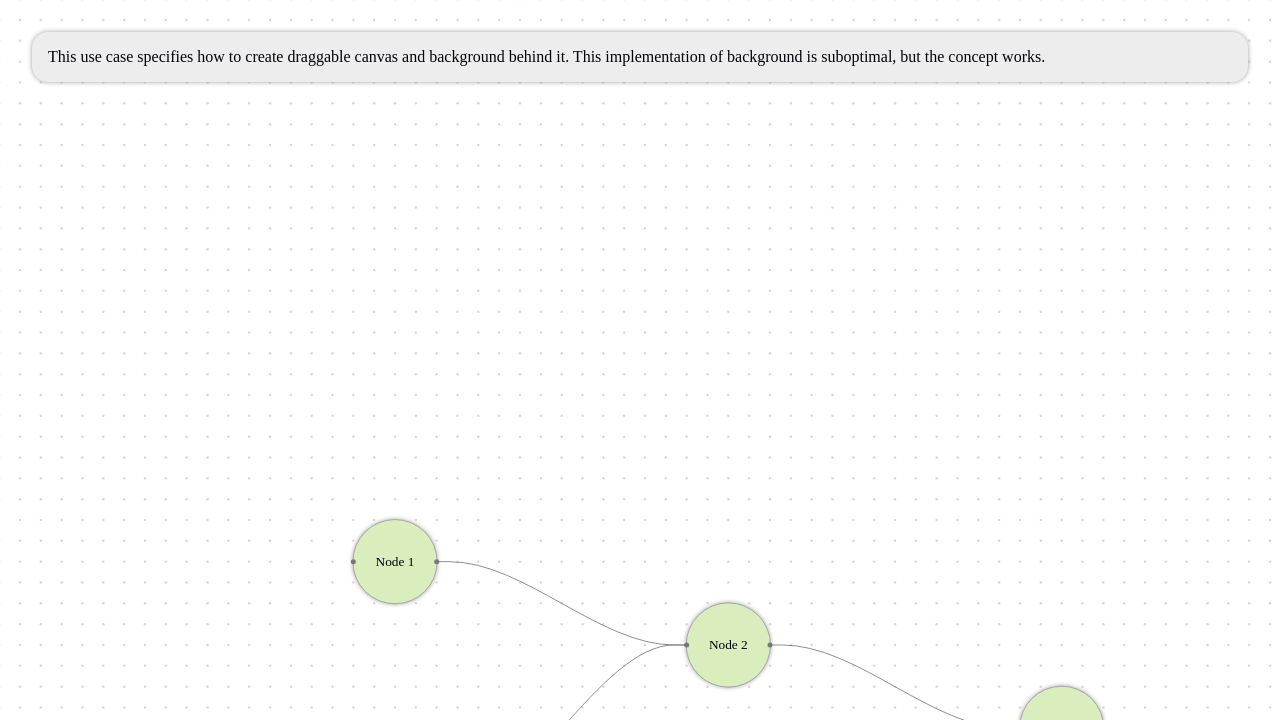 This use case specifies how to create draggable canvas and background behind it. This implementation of background is suboptimal, but the concept works.
Node 1
Node 2